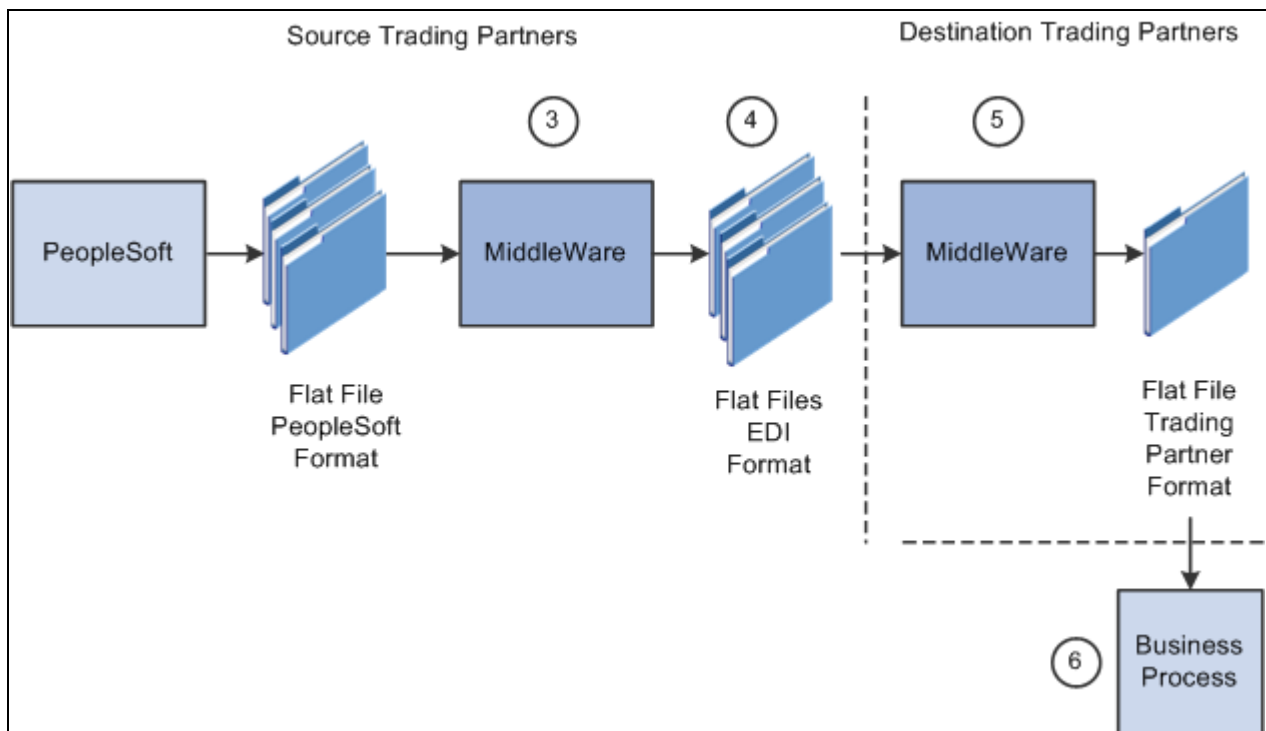 Source Trading Partners
Destination Trading Partners
3
4
5
PeopleSoft
MiddleWare
MiddleWare
Flat File
PeopleSoft
Format
Flat Files
EDI
Format
Flat File
Trading
Partner
Format
6
Business
Process